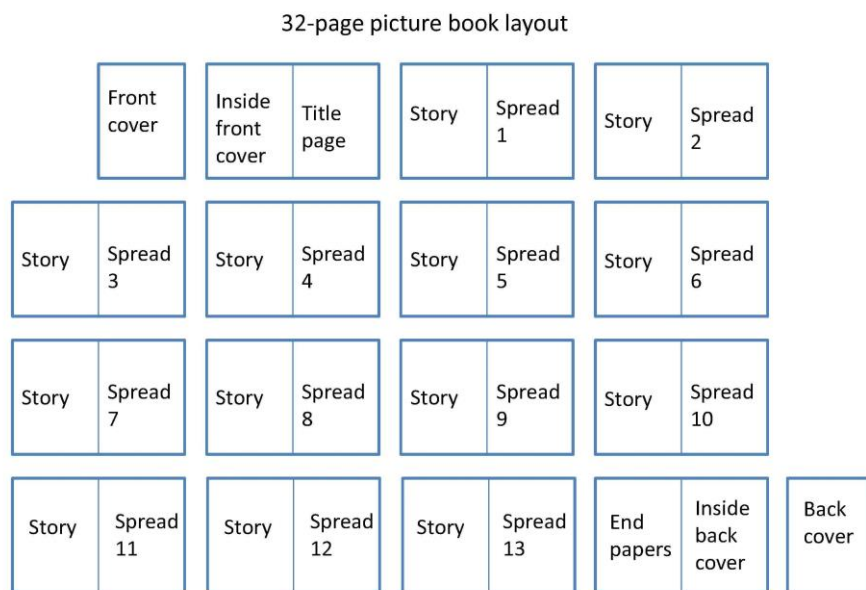 32-page picture book layout
Front
cover
Inside
front
cover
Title
page
Story
Spread
1
Story
Spread
2
Story
Spread
3
Story
Spread
4
Story
Spread
5
Story
Spread
6
Story
Spread
7
Story
Spread
8
Story
Spread
9
Story
Spread
10
Story
Spread
11
Story
Spread
12
Story
Spread
13
End
papers
Inside
back
cover
Back
cover